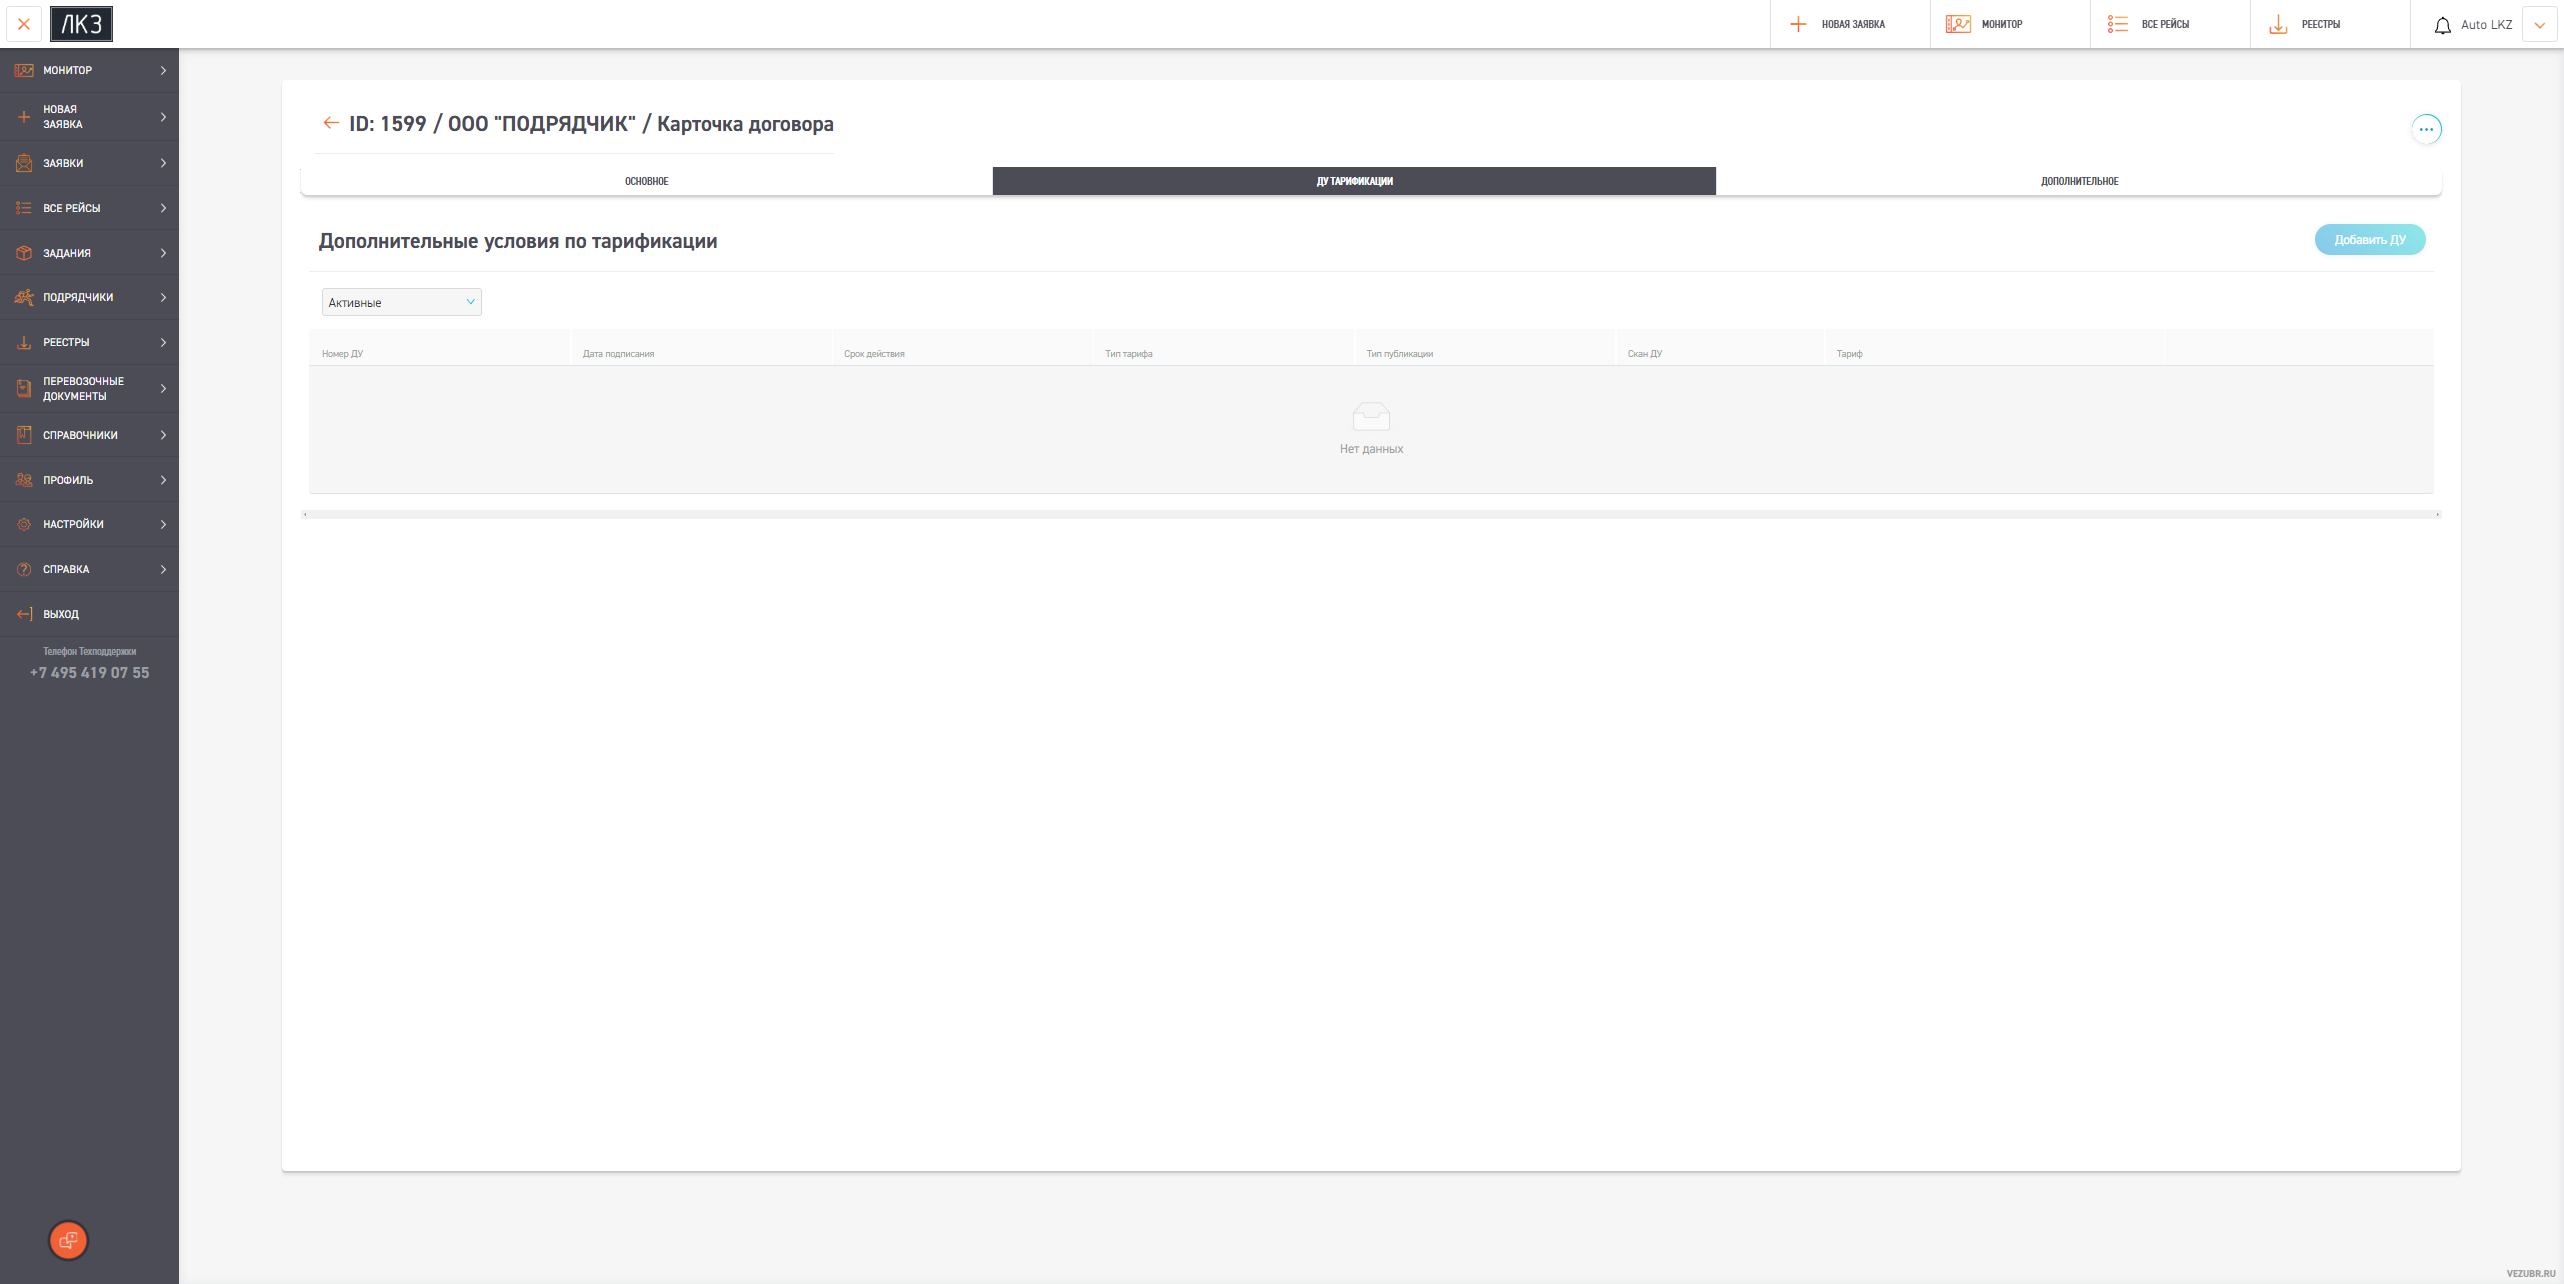 ЛКЗ
НОВАЯ ЗАЯВКА
МОНИТОР
ВСЕ РЕЙСЫ
РЕЕСТРЫ
Auto LKZ
МОНИТОР
НОВАЯ
ЗАЯВКА
ЗАЯВКИ
ВСЕ РЕЙСЫ
ЗАДАНИЯ
ПОДРЯДЧИКИ
РЕЕСТРЫ
ПЕРЕВОЗОЧНЫЕ
ДОКУМЕНТЫ
СПРАВОЧНИКИ
ПРОФИЛЬ
НАСТРОЙКИ
СПРАВКА
ВЫХОД
Телефон Техподдержки
+7 495 419 07 55
ID: 1599 / ООО "ПОДРЯДЧИК" / Карточка договора
ОСНОВНОЕ
ДУ ТАРИФИКАЦИИ
ДОПОЛНИТЕЛЬНОЕ
Дополнительные условия по тарификации
Добавить ДУ
Активные
Номер ДУ
Дата подписания
Срок действия
Тип тарифа
Тип публикации
Скан ДУ
Тариф
Нет данных
VEZUBR.RU